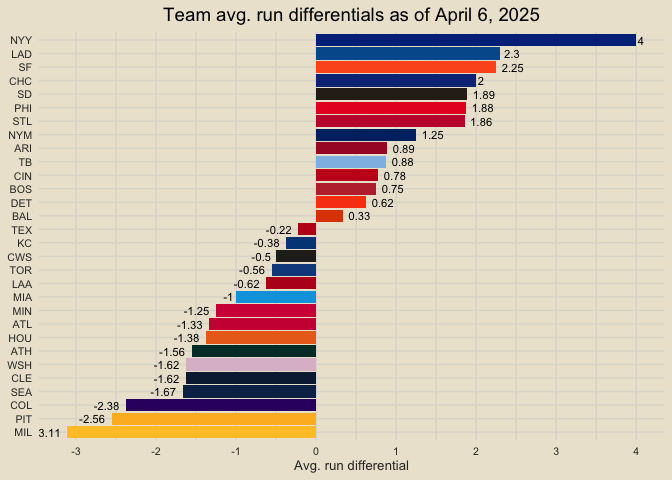 Team avg. run differentials as of April 6, 2025
NYY 4
LAD 2.3
SF 2.25
CHC 2
SD 1.89
PHI 1.88
STL 1.86
NYM 1.25
ARI 0.89
TB 0.88
CIN 0.78
BOS 0.75
DET 0.62
BAL 0.33
TEX -0.22
KC -0.38
CWS -0.5
TOR -0.56
LAA -0.62
MIA -1
MIN -1.25
ATL -1.33
HOU -1.38
ATH -1.56
WSH -1.62
CLE -1.62
SEA -1.67
COL -2.38
PIT -2.56
MIL 3.11
-3 -2 -1 0 1 2 3 4
Avg. run differential